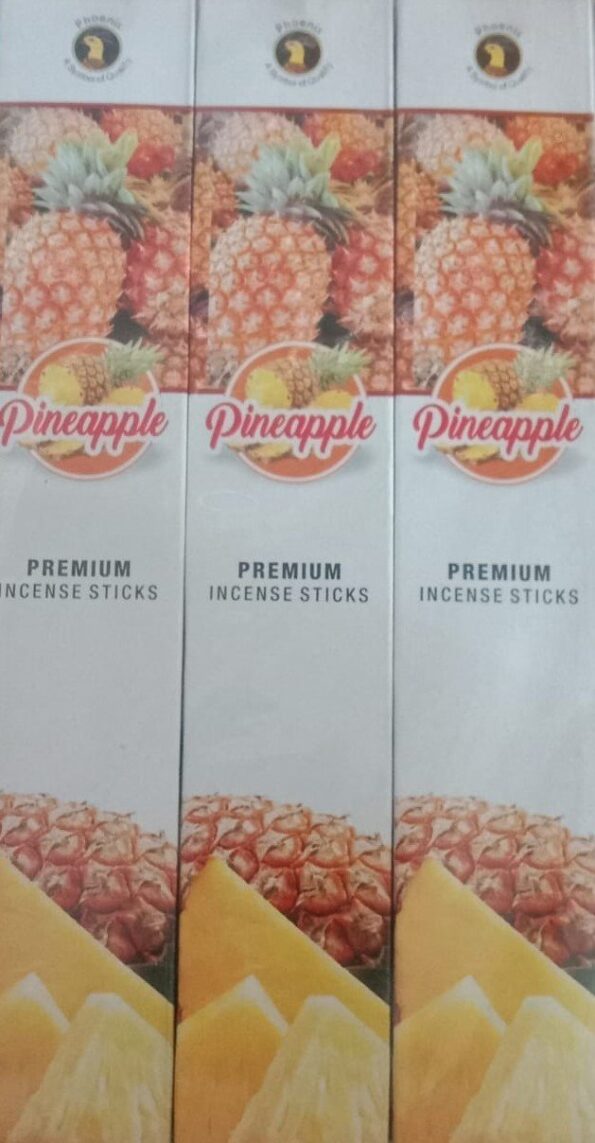 Phoenix
A Symbol of Quality
Pineapple
PREMIUM
INCENSE STICKS
Phoenix
A Symbol of Quality
Pineapple
PREMIUM
INCENSE STICKS
Phoenix
A Symbol of Quality
Pineapple
PREMIUM
INCENSE STICKS